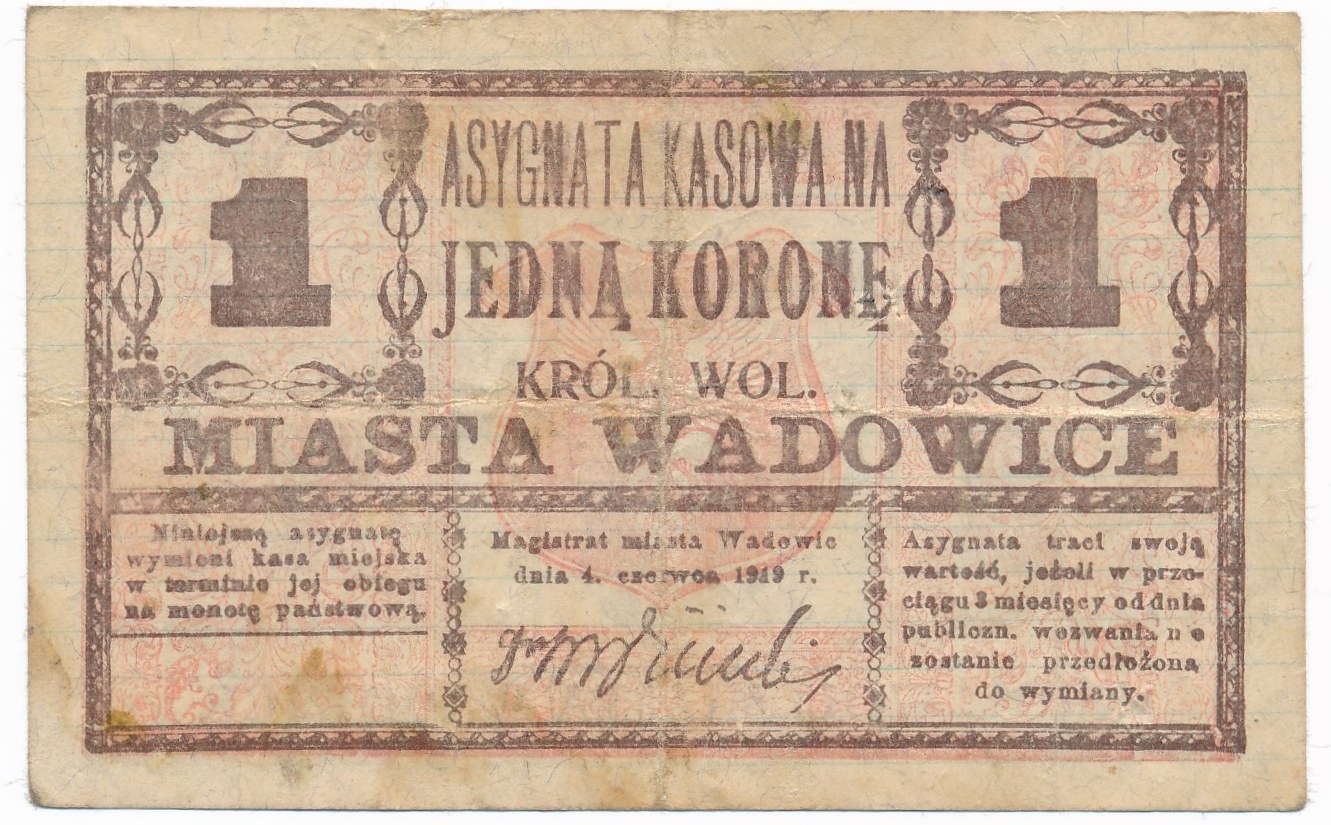 1
ASYGNATA KASOWA NA
1
JEDNĄ KORONĘ
KRÓL. WOL.
MIASTA WADOWICE
Niniejszą asygnatę
wymieni kasa miejska
w terminie jej obiegu
na monetę państwową.
Magistrat miasta Wadowic
dnia 4. czerwca 1919 r.
Asygnata traci swoją
wartość, jeżeli w prze-
ciągu 3 miesięcy od dnia
publiczn. wezwania n e
zostanie przedłożona
do wymiany.